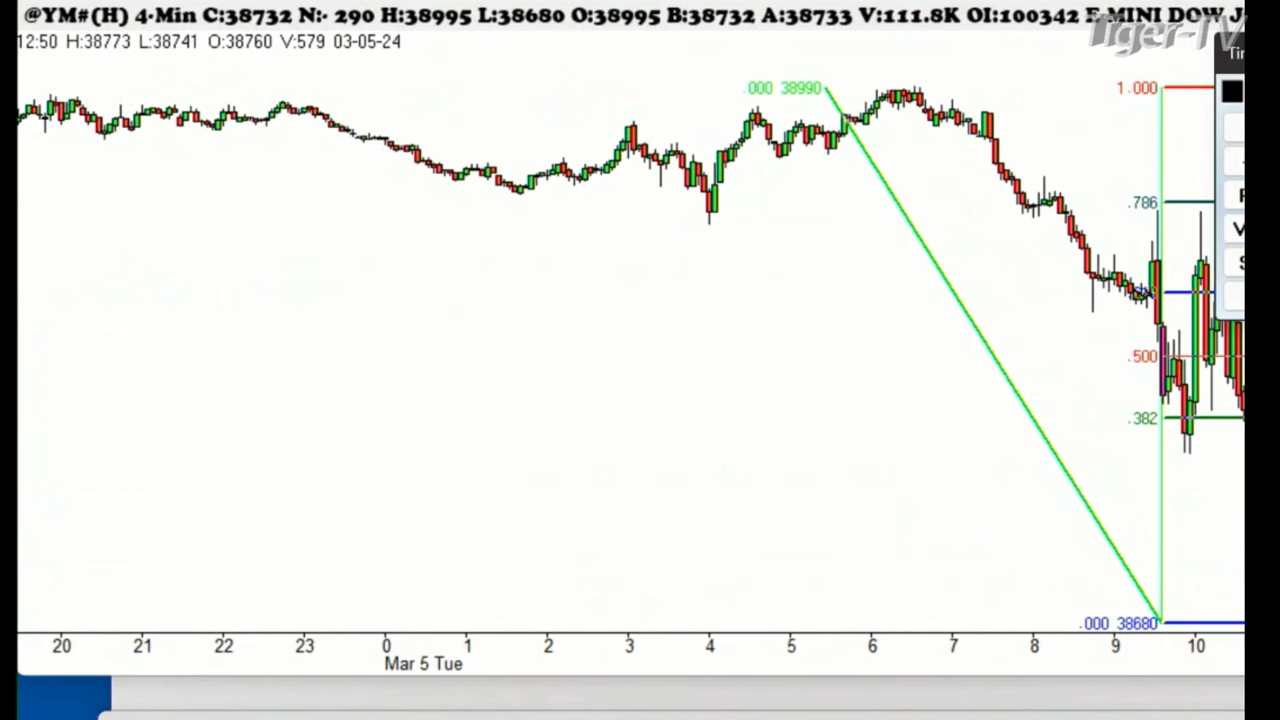 @YM#(H) 4-Min C:38732 N:- 290 H:38995 L:38680 O:38995 B:38732 A:38733 V:111.8K OI:100342 E-MINI DOW J
Tiger-TV
12:50 H:38773 L:38741 O:38760 V:579 03-05-24
Tir
.000 38990
1.000
.786
.500
.382
.000 38680
20 21 22 23 0 1 2 3 4 5 6 7 8 9 10
Mar 5 Tue